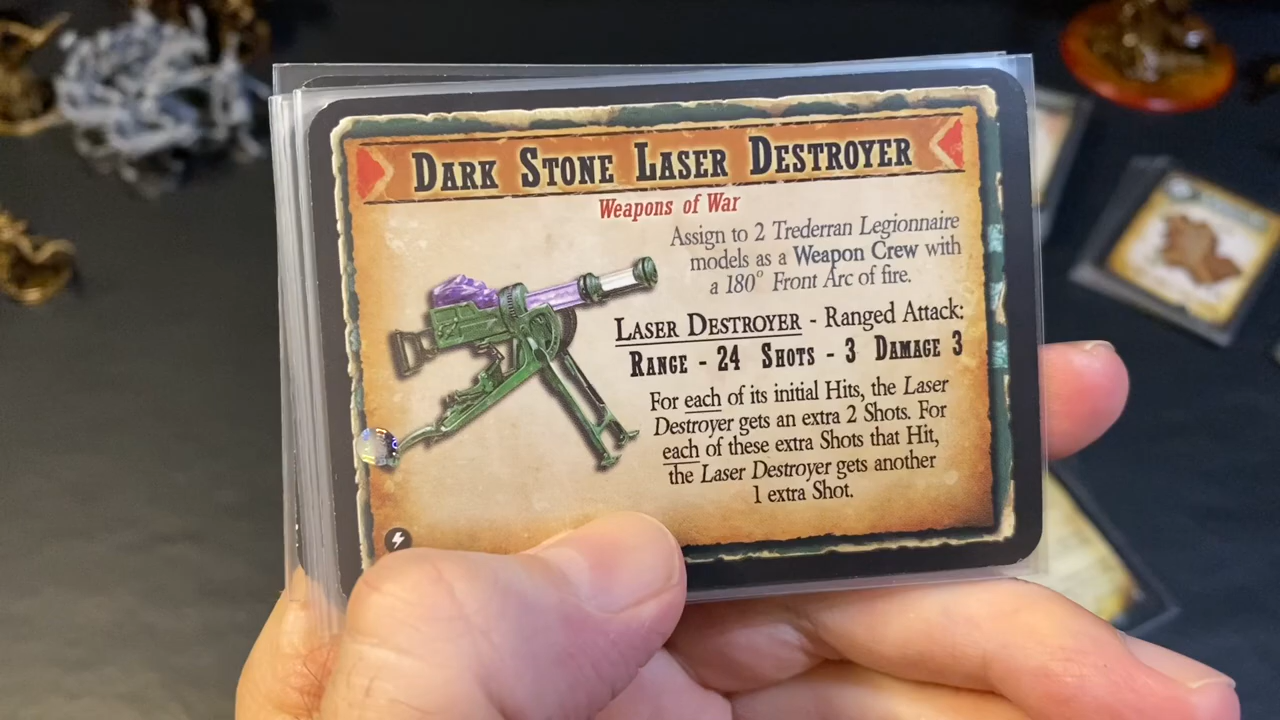 DARK STONE LASER DESTROYER
Weapons of War
Assign to 2 Trederran Legionnaire
models as a Weapon Crew with
a 180° Front Arc of fire.
LASER DESTROYER - Ranged Attack:
RANGE - 24 SHOTS - 3 DAMAGE 3
For each of its initial Hits, the Laser
Destroyer gets an extra 2 Shots. For
each of these extra Shots that Hit,
the Laser Destroyer gets another
1 extra Shot.